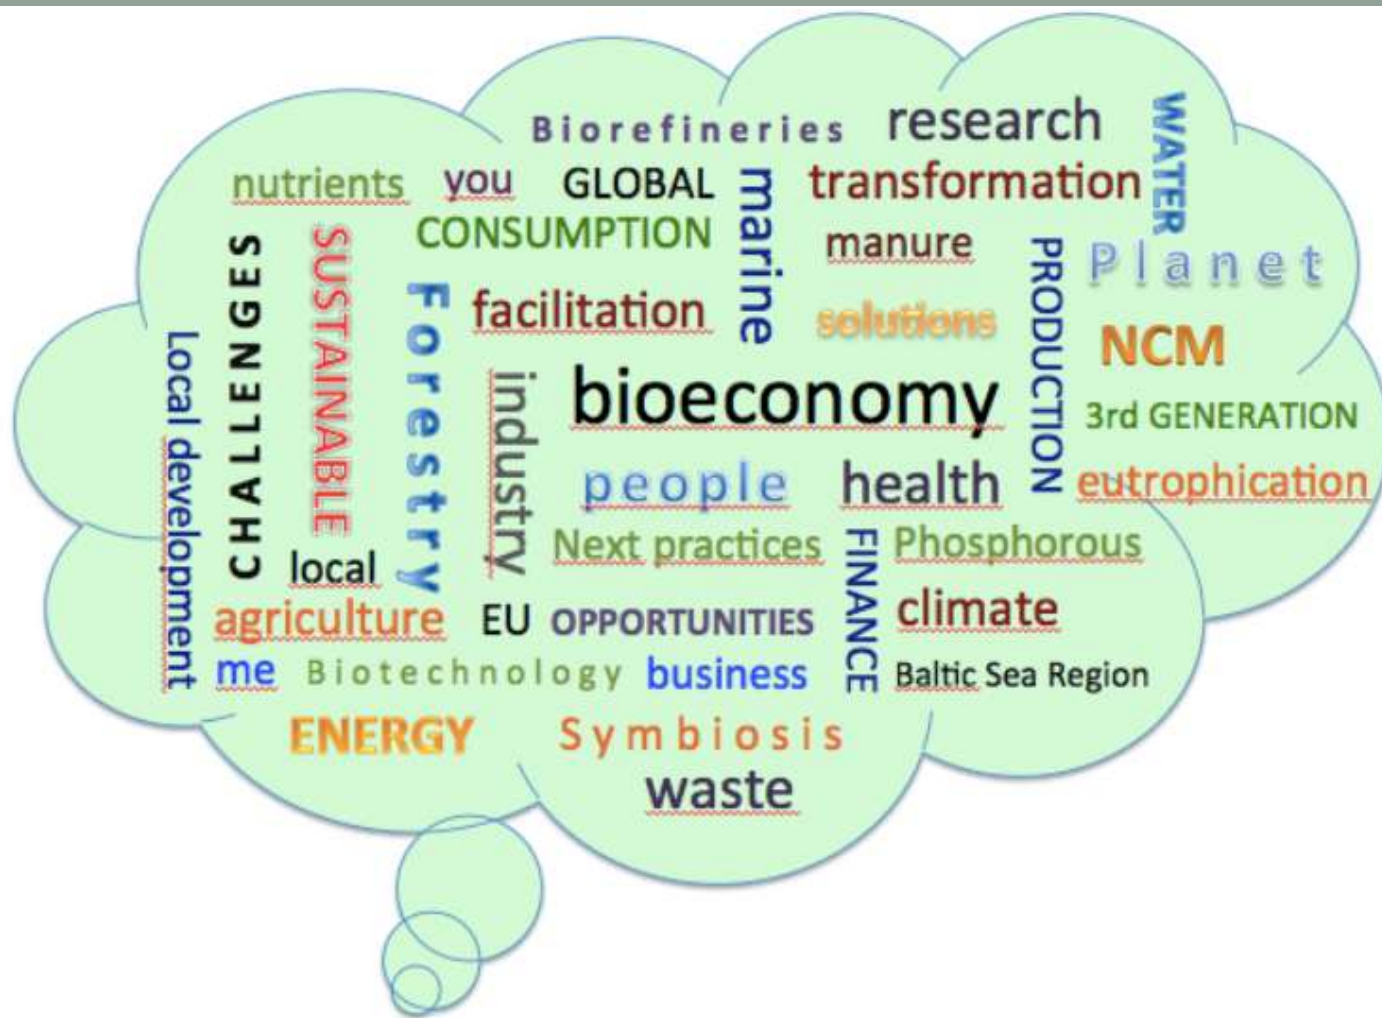 Biorefineries
research
WATER
nutrients
you
GLOBAL
marine
transformation
CONSUMPTION
manure
CHALLENGES
SUSTAINABLE
PRODUCTION
Planet
Forestry
facilitation
solutions
NCM
Local development
industry
bioeconomy
3rd GENERATION
people
health
eutrophication
Next practices
FINANCE
Phosphorous
local
agriculture
EU
OPPORTUNITIES
climate
me
Biotechnology
business
Baltic Sea Region
ENERGY
Symbiosis
waste